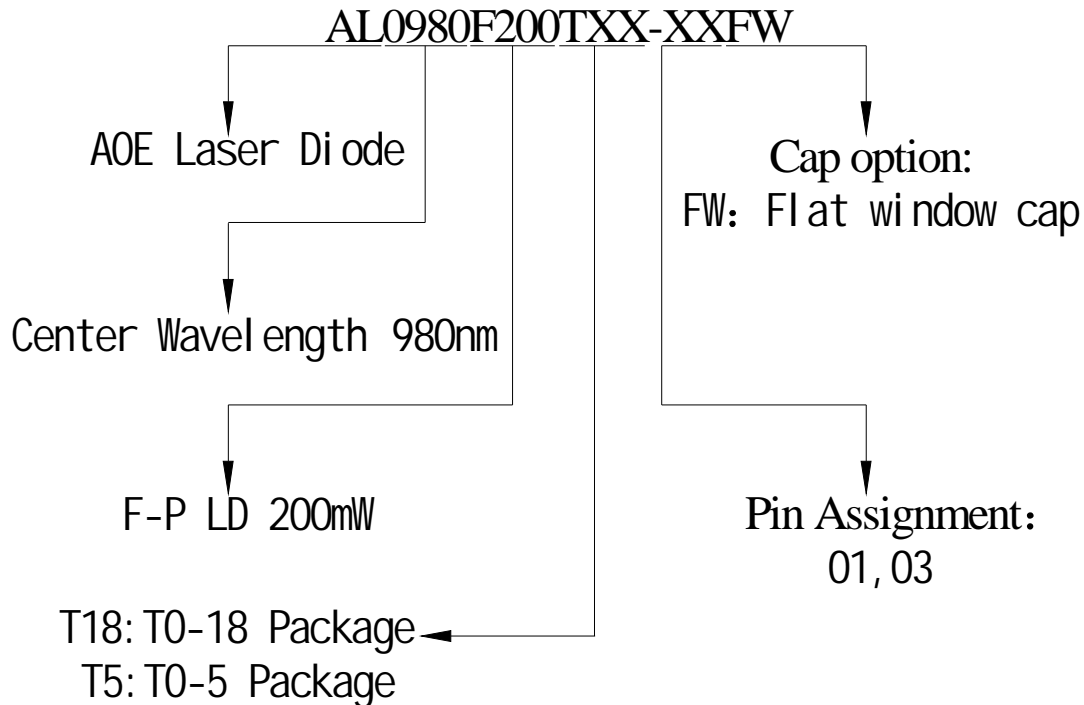 AL0980F200TXX-XXFW
AOE Laser Diode
Cap option:
FW: Flat window cap
Center Wavelength 980nm
F-P LD 200mW
Pin Assignment:
01,03
T18:TO-18 Package
T5:TO-5 Package